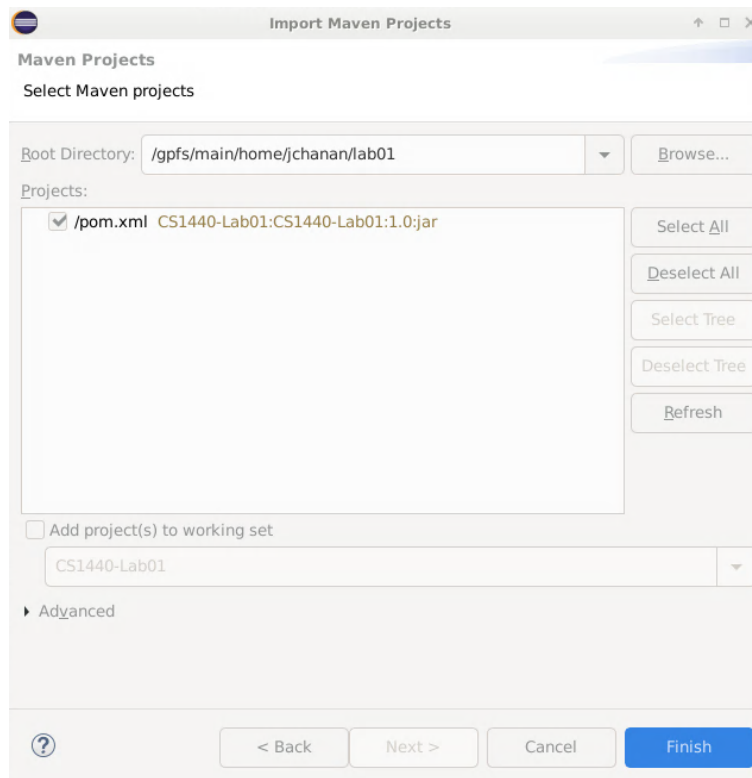 Import Maven Projects
Maven Projects
Select Maven projects
Root Directory: /gpfs/main/home/jchanan/lab01 Browse...
Projects:
/pom.xml CS1440-Lab01:CS1440-Lab01:1.0:jar
Select All
Deselect All
Select Tree
Deselect Tree
Refresh
Add project(s) to working set
CS1440-Lab01
Advanced
? < Back Next > Cancel Finish